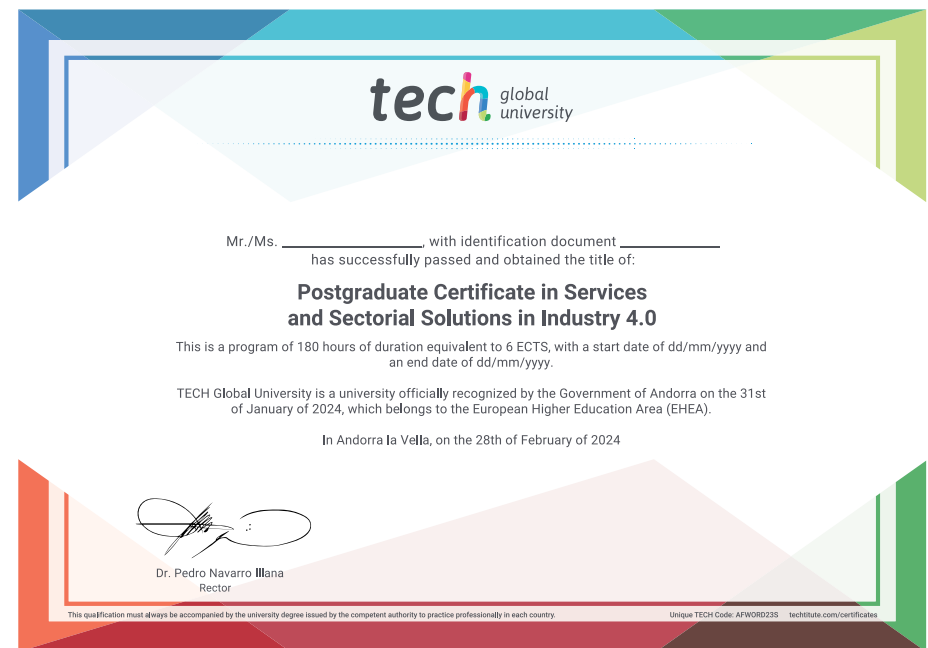 tech global
university
Mr./Ms. ____________, with identification document ____________
has successfully passed and obtained the title of:
Postgraduate Certificate in Services
and Sectorial Solutions in Industry 4.0
This is a program of 180 hours of duration equivalent to 6 ECTS, with a start date of dd/mm/yyyy and
an end date of dd/mm/yyyy.
TECH Global University is a university officially recognized by the Government of Andorra on the 31st
of January of 2024, which belongs to the European Higher Education Area (EHEA).
In Andorra la Vella, on the 28th of February of 2024
Dr. Pedro Navarro Illana
Rector
This qualification must always be accompanied by the university degree issued by the competent authority to practice professionally in each country.
Unique TECH Code: AFWORD23S techtitute.com/certificates